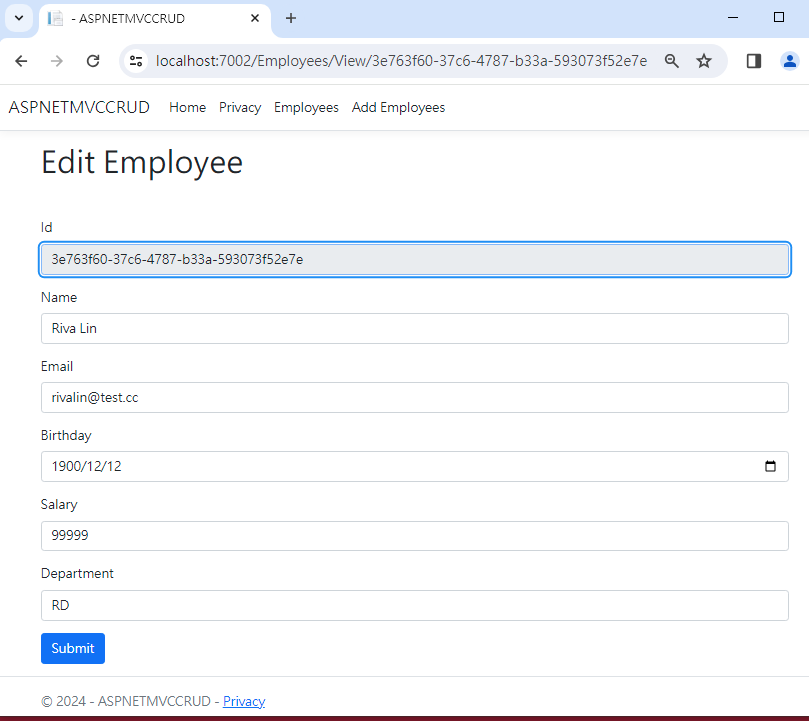 - ASPNETMVCCRUD
localhost:7002/Employees/View/3e763f60-37c6-4787-b33a-593073f52e7e
ASPNETMVCCRUD Home Privacy Employees Add Employees
Edit Employee
Id
3e763f60-37c6-4787-b33a-593073f52e7e
Name
Riva Lin
Email
rivalin@test.cc
Birthday
1900/12/12
Salary
99999
Department
RD
Submit
© 2024 - ASPNETMVCCRUD - Privacy